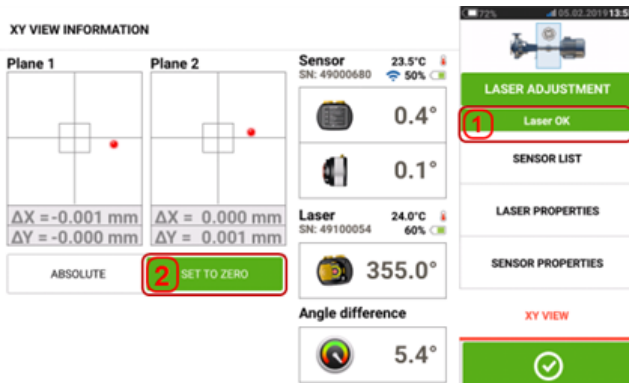 XY VIEW INFORMATION
Plane 1
Plane 2
ΔX =-0.001 mm
ΔY =-0.000 mm
ΔX = 0.000 mm
ΔY = 0.001 mm
ABSOLUTE
2 SET TO ZERO
Sensor 23.5°C
SN: 49000680 50%
0.4°
0.1°
Laser 24.0°C
SN: 49100054 60%
355.0°
Angle difference
5.4°
72% 05.02.2019 13:5
LASER ADJUSTMENT
1 Laser OK
SENSOR LIST
LASER PROPERTIES
SENSOR PROPERTIES
XY VIEW